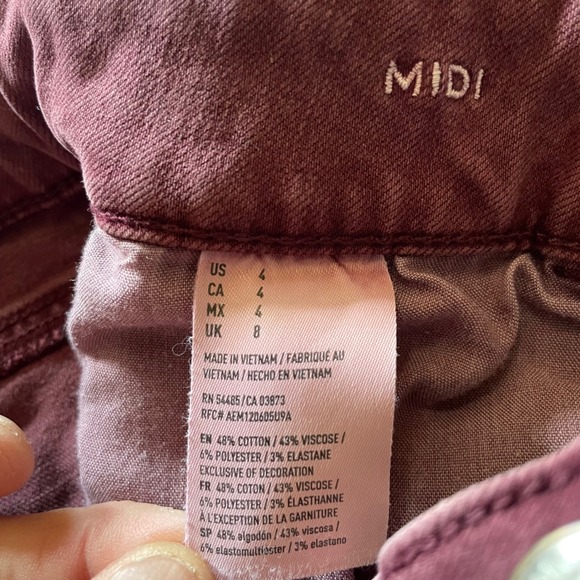 MIDI
US 4
CA 4
MX 4
UK 8
MADE IN VIETNAM / FABRIQUÉ AU
VIETNAM / HECHO EN VIETNAM
RN 54485/CA 03873
RFC# AEM1206D5U9A
EN 48% COTTON / 43% VISCOSE /
6% POLYESTER / 3% ELASTANE
EXCLUSIVE OF DECORATION
FR 48% COTON / 43% VISCOSE /
6% POLYESTER / 3% ÉLASTHANNE
À L'EXCEPTION DE LA GARNITURE
SP 48% algodón / 43% viscosa /
6% elastomultiéster / 3% elastano